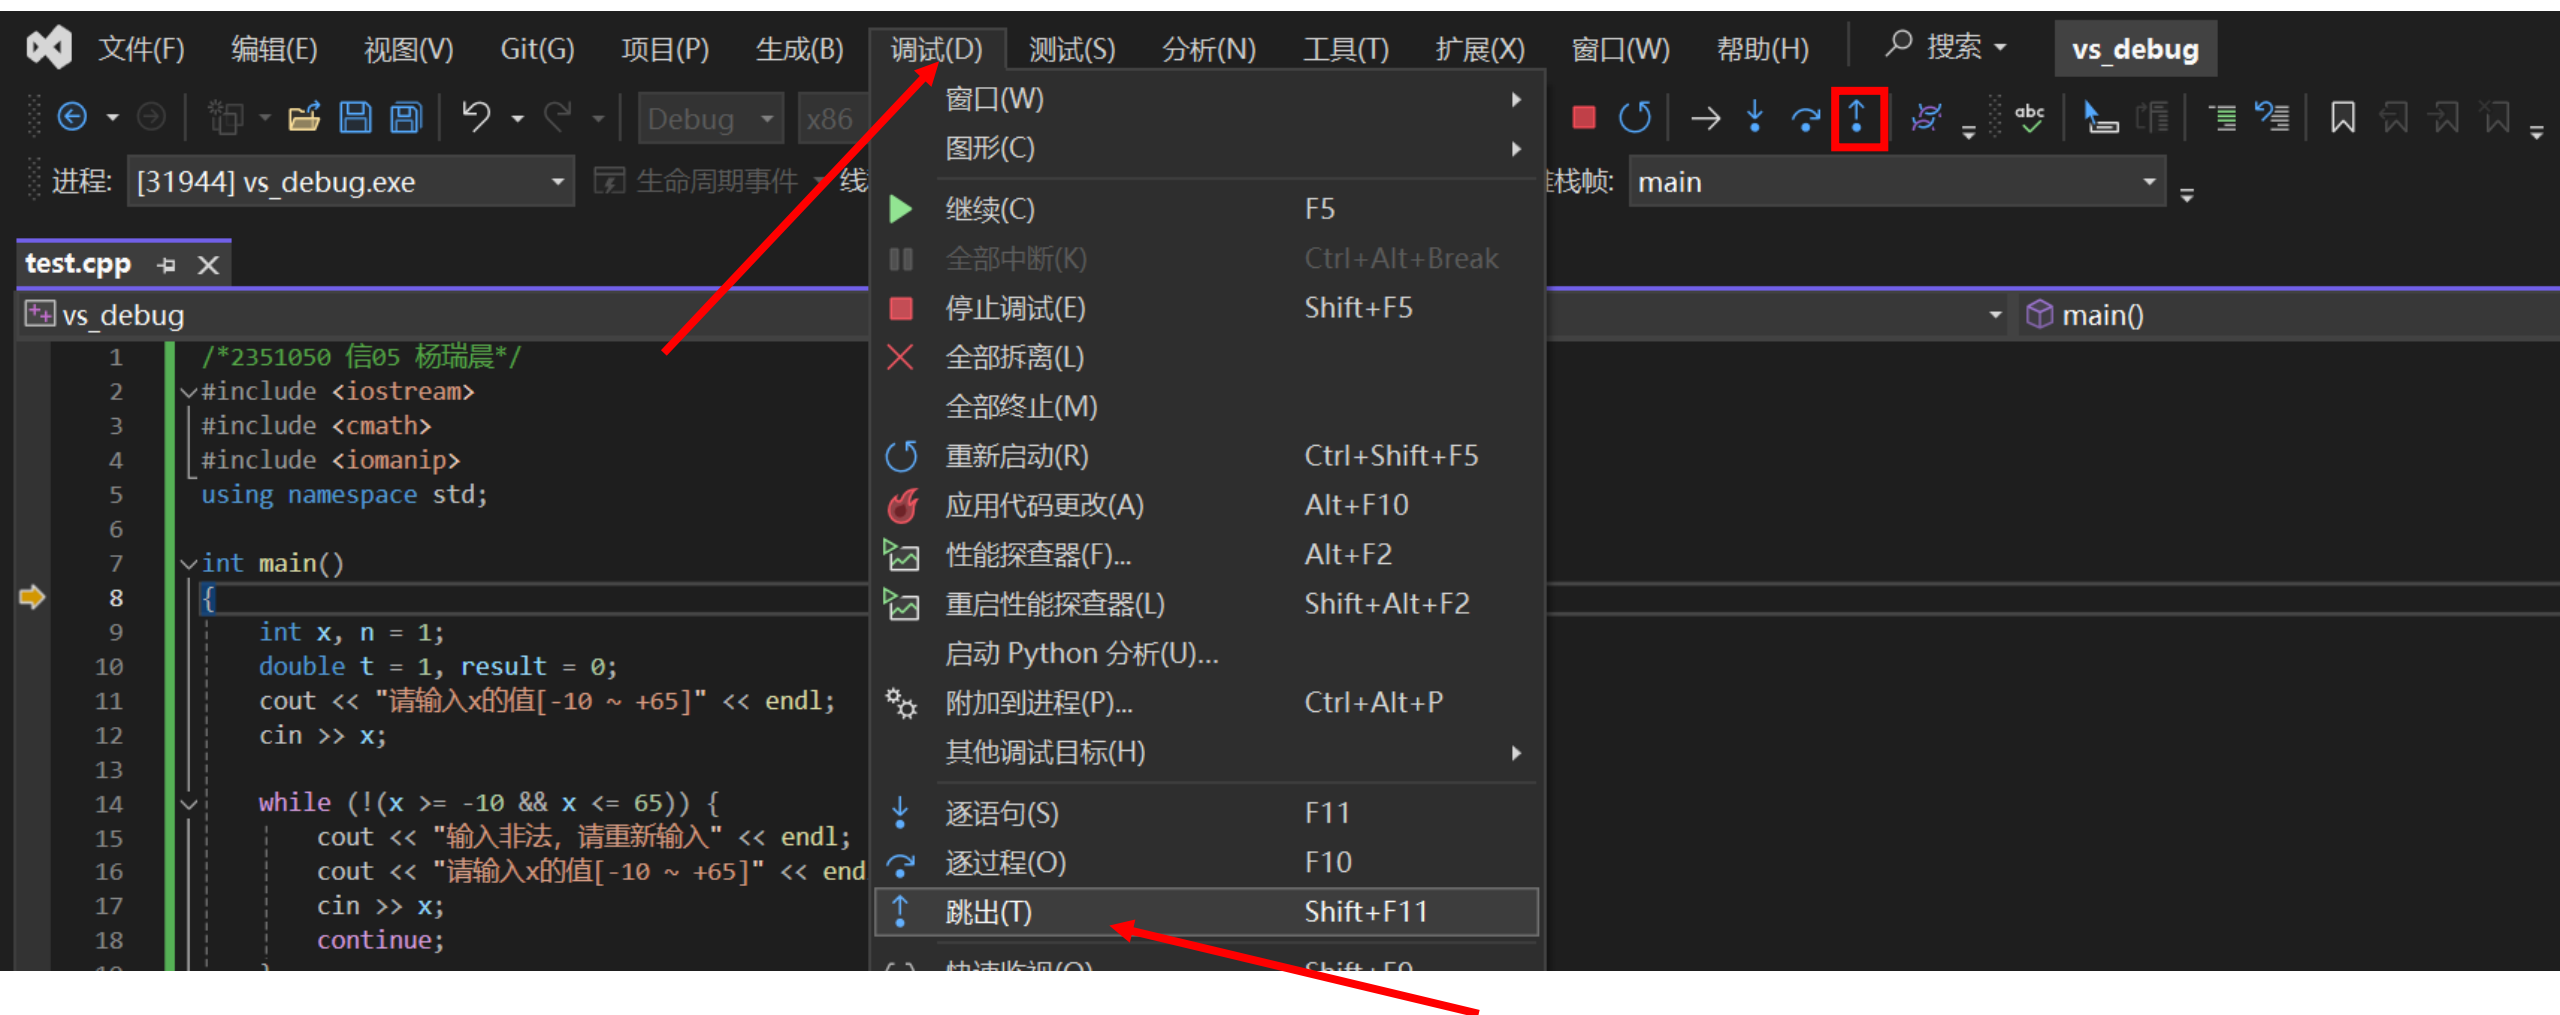 文件(F) 编辑(E) 视图(V) Git(G) 项目(P) 生成(B) 调试(D) 测试(S) 分析(N) 工具(T) 扩展(X) 窗口(W) 帮助(H) 搜索 vs_debug
Debug x86 abc
进程: [31944] vs_debug.exe 生命周期事件 线 栈帧: main
test.cpp
vs_debug main()
窗口(W)
图形(C)
继续(C) F5
全部中断(K) Ctrl+Alt+Break
停止调试(E) Shift+F5
全部拆离(L)
全部终止(M)
重新启动(R) Ctrl+Shift+F5
应用代码更改(A) Alt+F10
性能探查器(F)... Alt+F2
重启性能探查器(L) Shift+Alt+F2
启动 Python 分析(U)...
附加到进程(P)... Ctrl+Alt+P
其他调试目标(H)
逐语句(S) F11
逐过程(O) F10
跳出(T) Shift+F11
快速监视(Q) Shift+F9
1 /*2351050 信05 杨瑞晨*/
2 #include <iostream>
3 #include <cmath>
4 #include <iomanip>
5 using namespace std;
6
7 int main()
8 {
9 int x, n = 1;
10 double t = 1, result = 0;
11 cout << "请输入x的值[-10 ~ +65]" << endl;
12 cin >> x;
13
14 while (!(x >= -10 && x <= 65)) {
15 cout << "输入非法，请重新输入" << endl;
16 cout << "请输入x的值[-10 ~ +65]" << end
17 cin >> x;
18 continue;
19 }